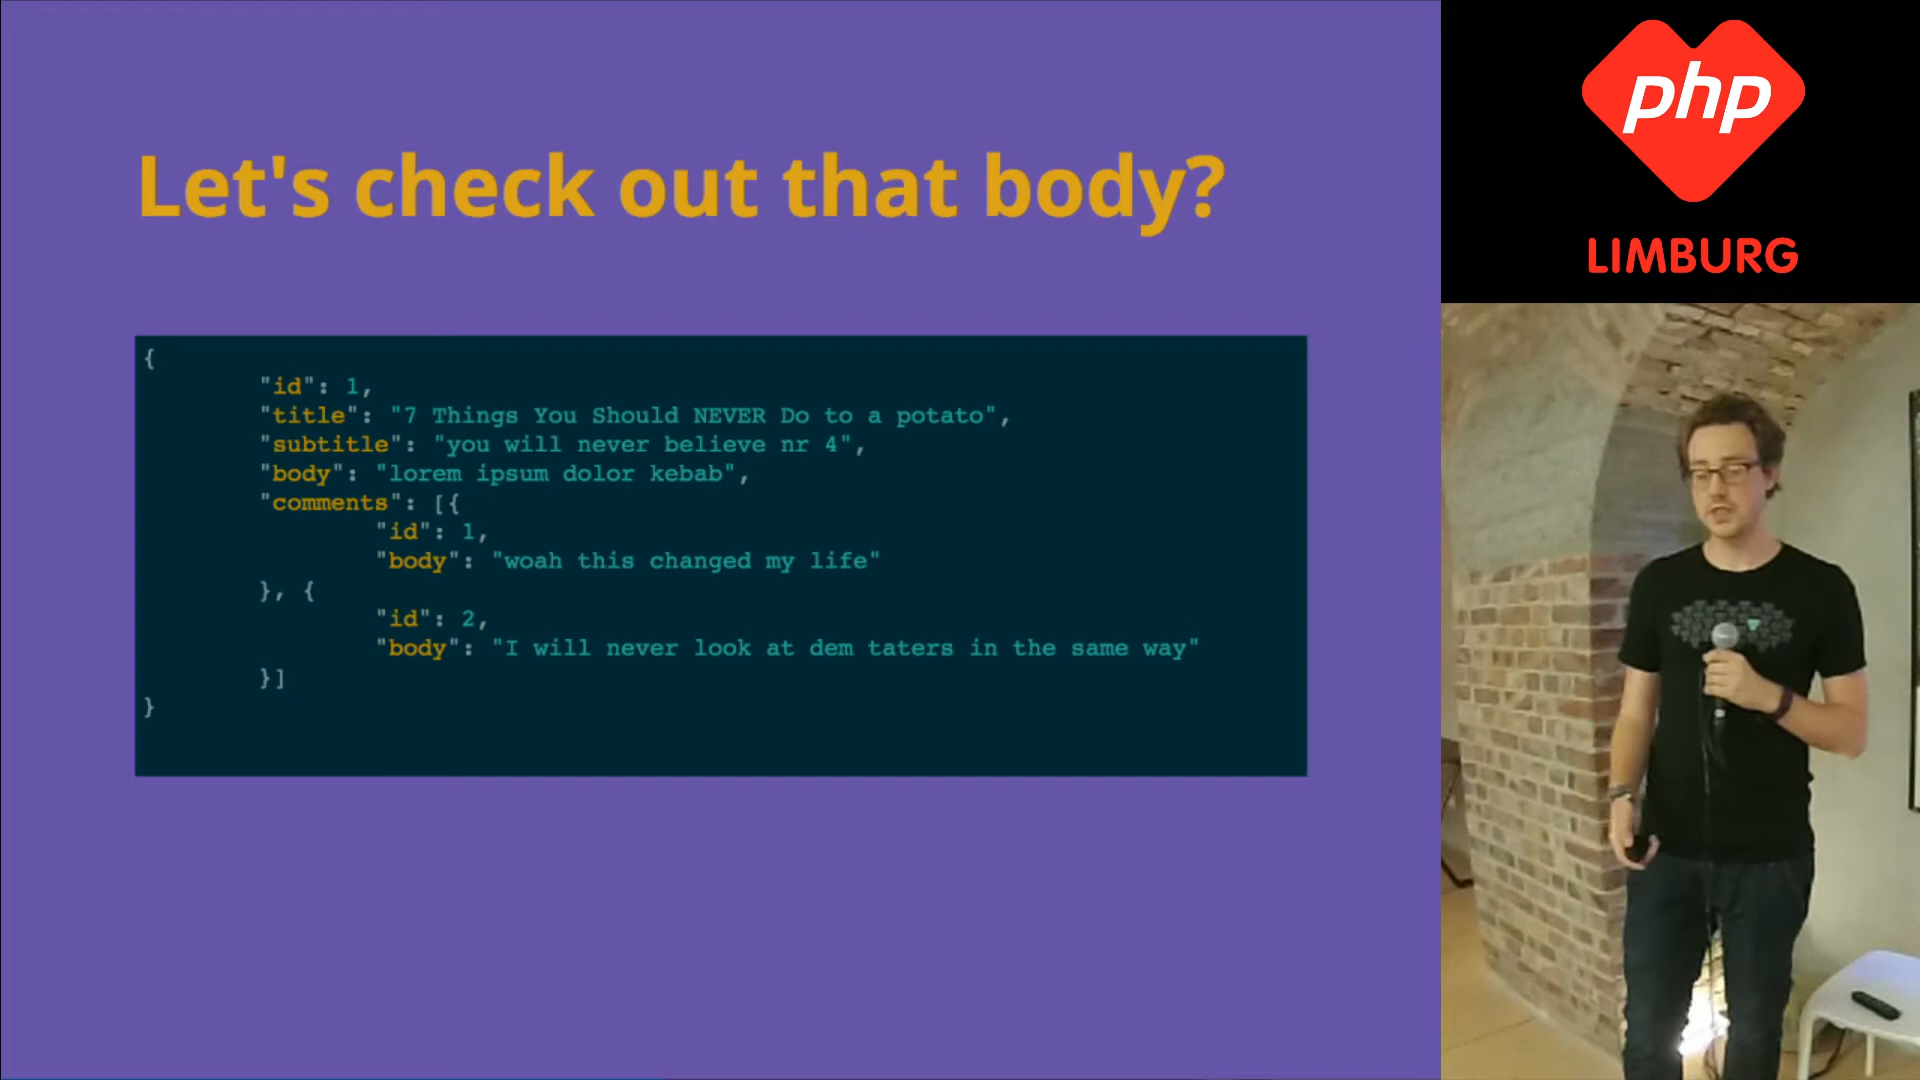 Let's check out that body?
{
"id": 1,
"title": "7 Things You Should NEVER Do to a potato",
"subtitle": "you will never believe nr 4",
"body": "lorem ipsum dolor kebab",
"comments": [{
"id": 1,
"body": "woah this changed my life"
}, {
"id": 2,
"body": "I will never look at dem taters in the same way"
}]
}
php
LIMBURG